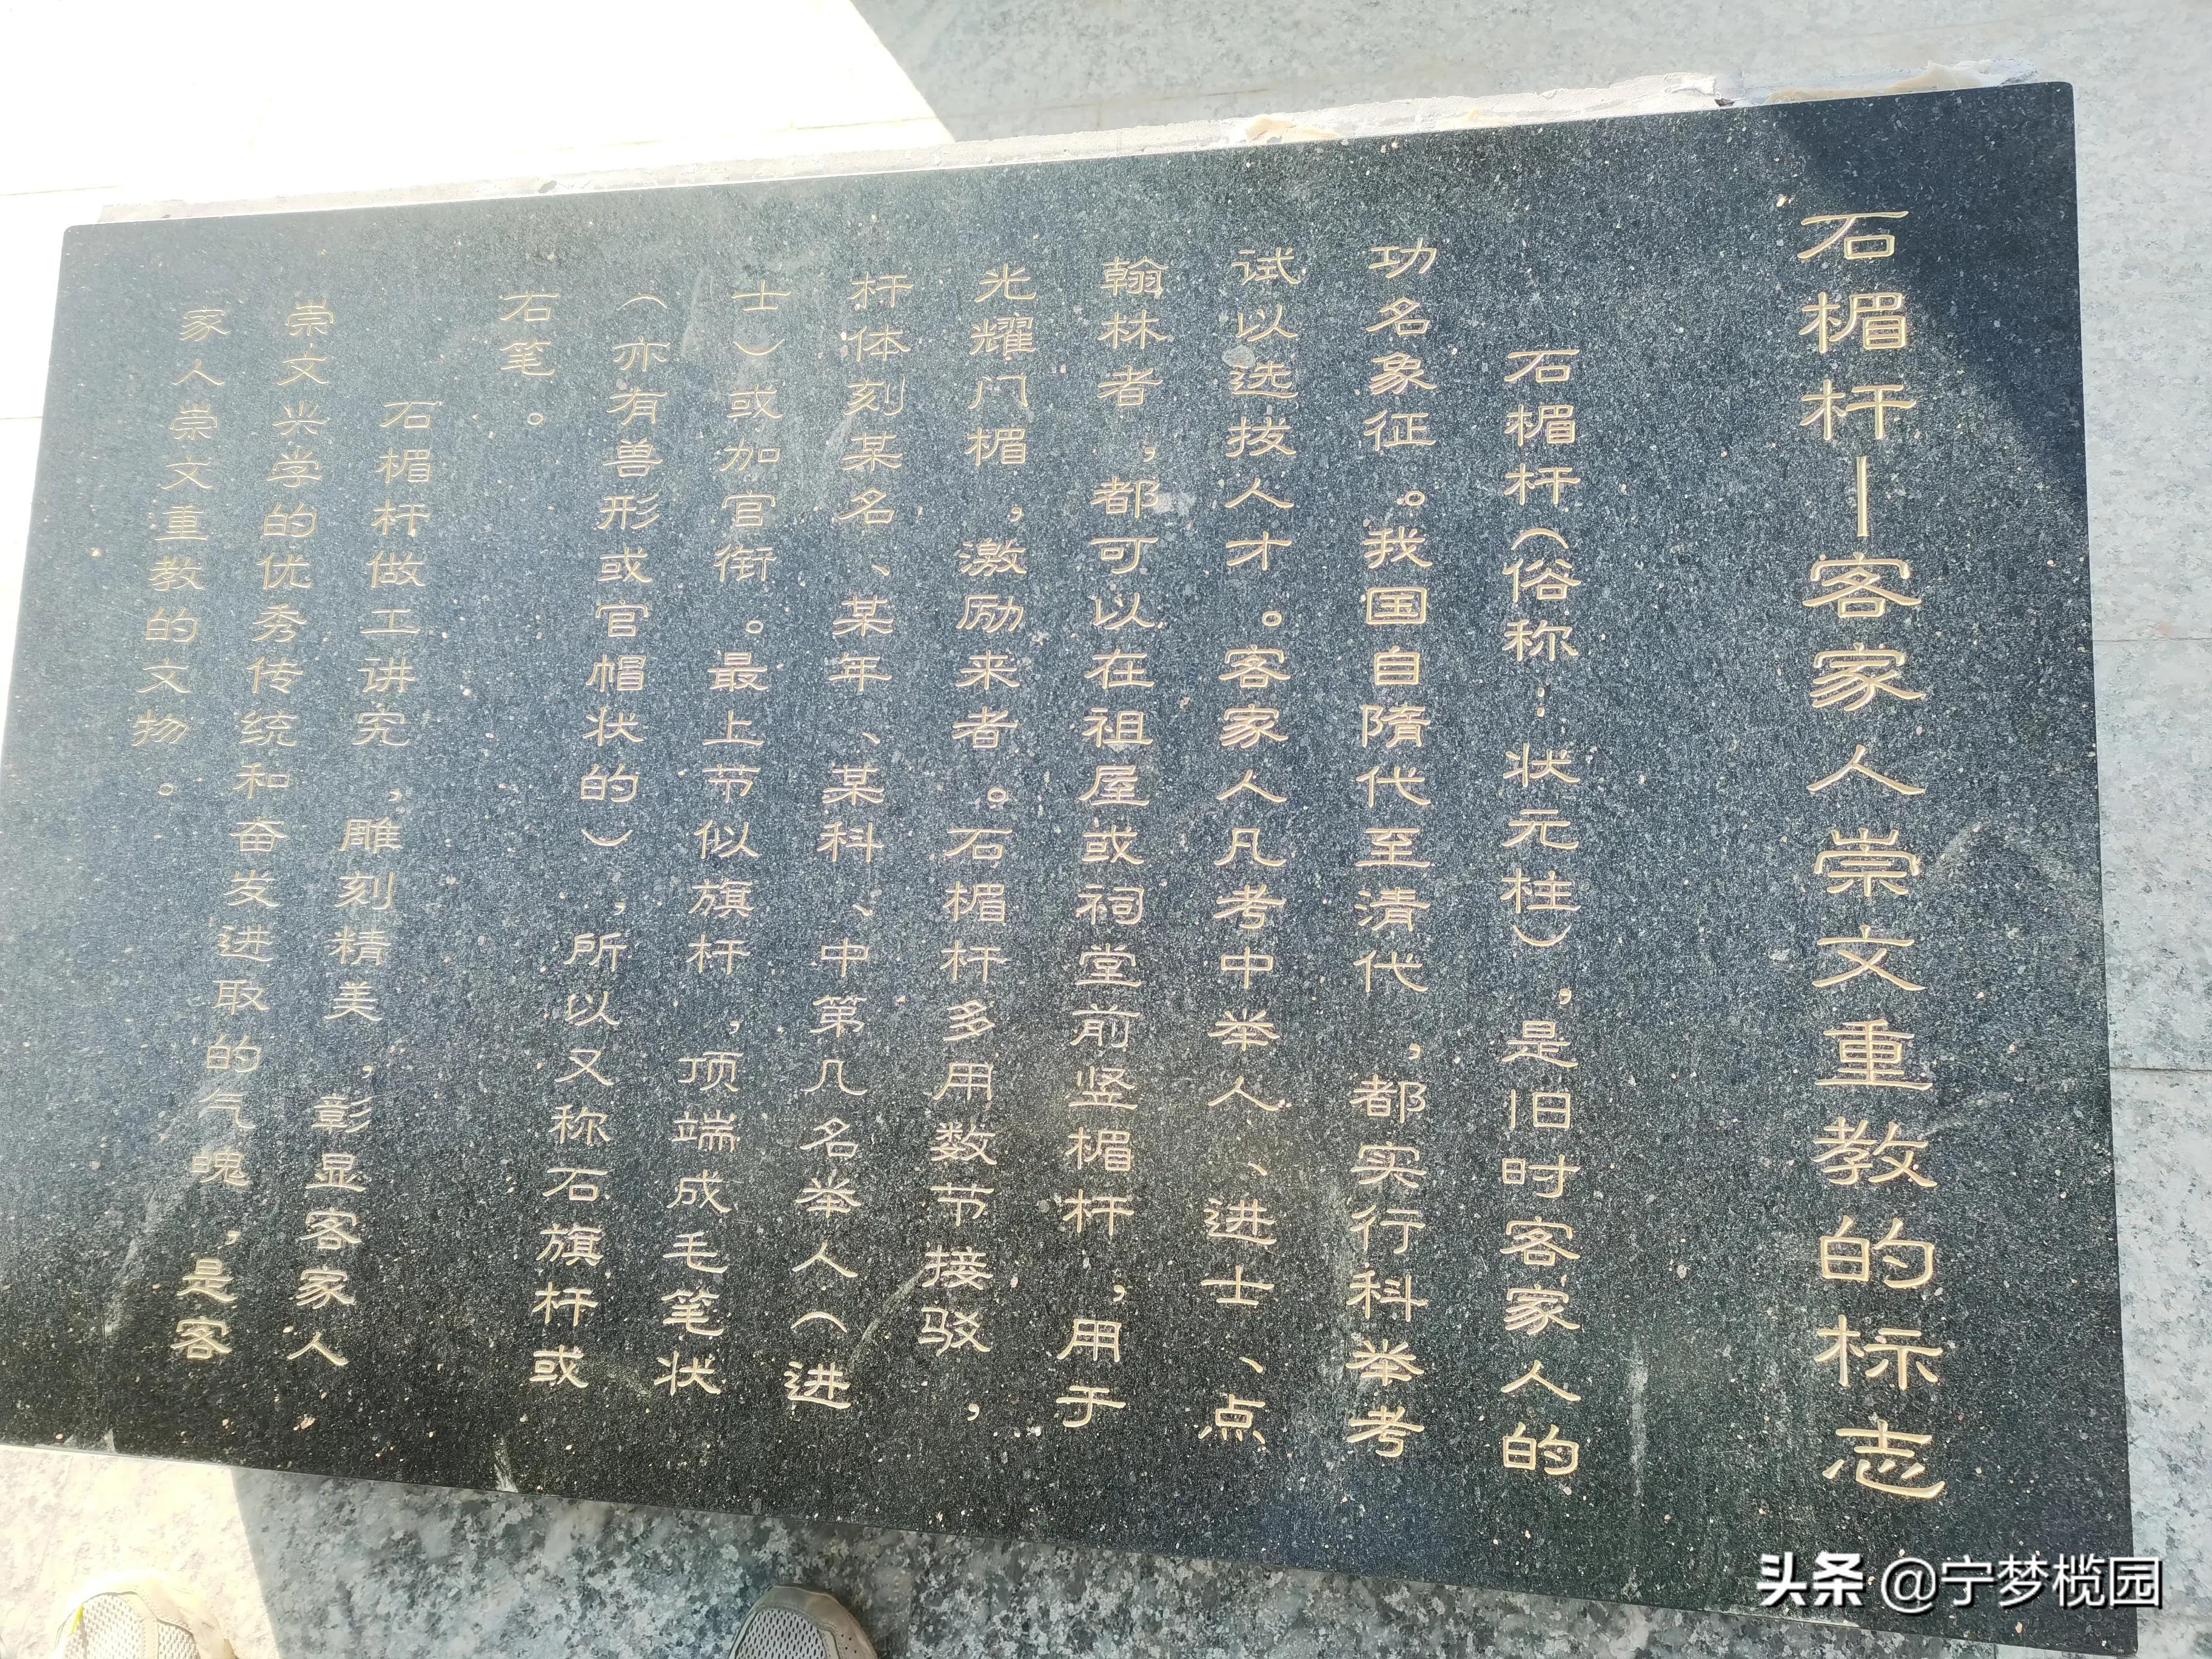 石楣杆—客家人崇文重教的标志
石楣杆（俗称：状元柱），是旧时客家人的
功名象征。我国自隋代至清代，都实行科举考
试以选拔人才。客家人凡考中举人、进士、点
翰林者，都可以在祖屋或祠堂前竖楣杆，用于
光耀门楣，激励来者。石楣杆多用数节接驳，
杆体刻某名、某年、某科、中第几名举人（进
士）或加官衔。最上节似旗杆，顶端成毛笔状
（亦有兽形或官帽状的），所以又称石旗杆或
石笔。
石楣杆做工讲究，雕刻精美，彰显客家人
崇文兴学的优秀传统和奋发进取的气魄，是客
家人崇文重教的文物。
头条 @宁梦榄园